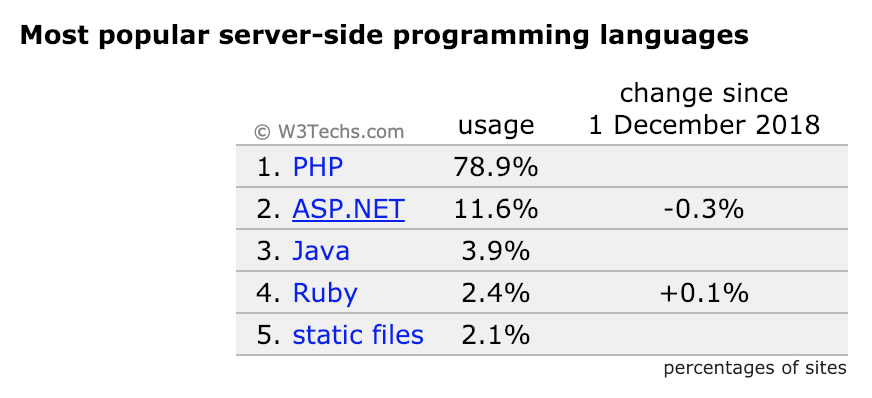 Most popular server-side programming languages
change since
© W3Techs.com usage 1 December 2018
1. PHP 78.9%
2. ASP.NET 11.6% -0.3%
3. Java 3.9%
4. Ruby 2.4% +0.1%
5. static files 2.1%
percentages of sites